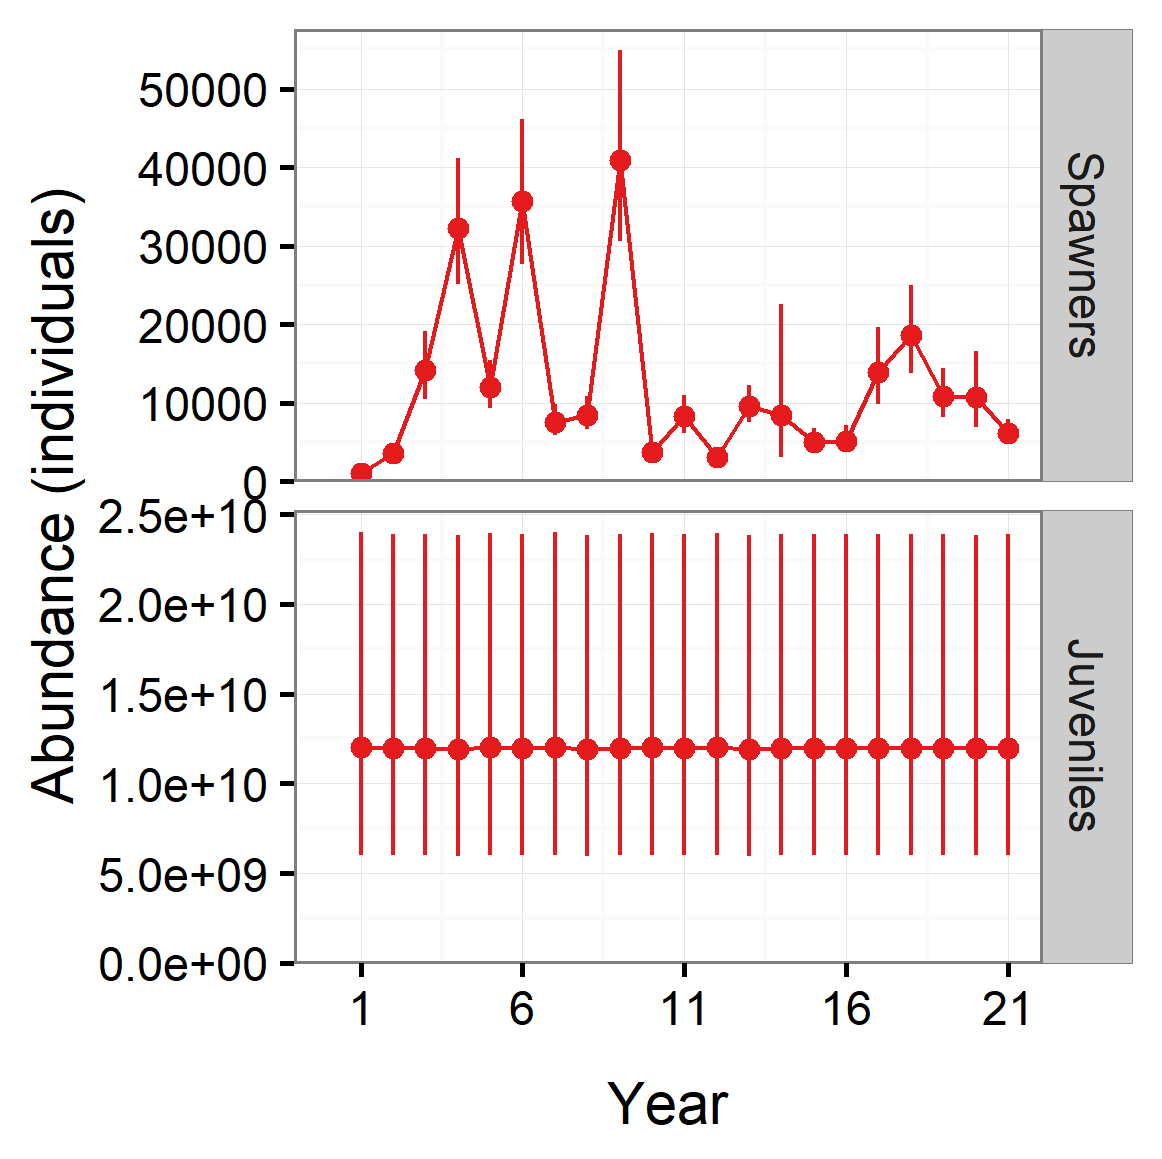 Abundance (individuals)
50000
40000
30000
20000
10000
0
Spawners
2.5e+10
2.0e+10
1.5e+10
1.0e+10
5.0e+09
0.0e+00
Juveniles
1 6 11 16 21
Year